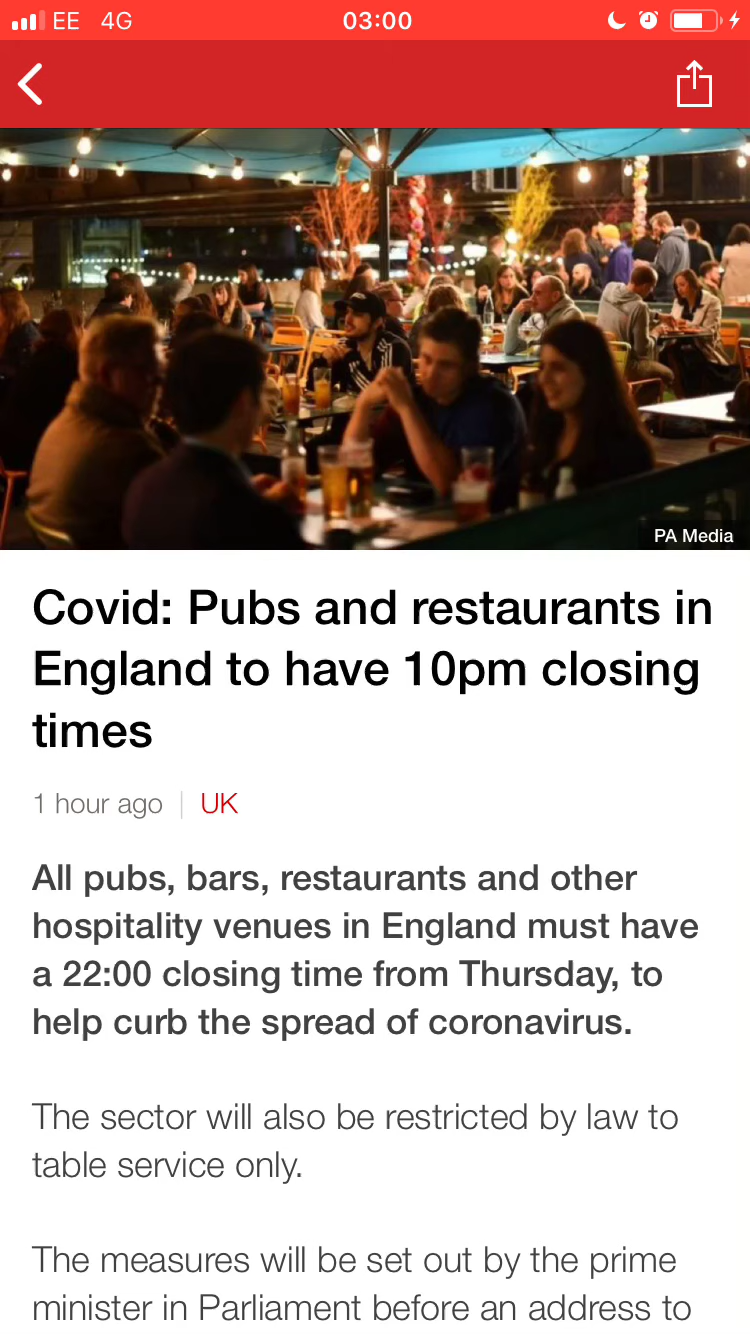 EE 4G 03:00
PA Media
Covid: Pubs and restaurants in
England to have 10pm closing
times
1 hour ago | UK
All pubs, bars, restaurants and other
hospitality venues in England must have
a 22:00 closing time from Thursday, to
help curb the spread of coronavirus.
The sector will also be restricted by law to
table service only.
The measures will be set out by the prime
minister in Parliament before an address to